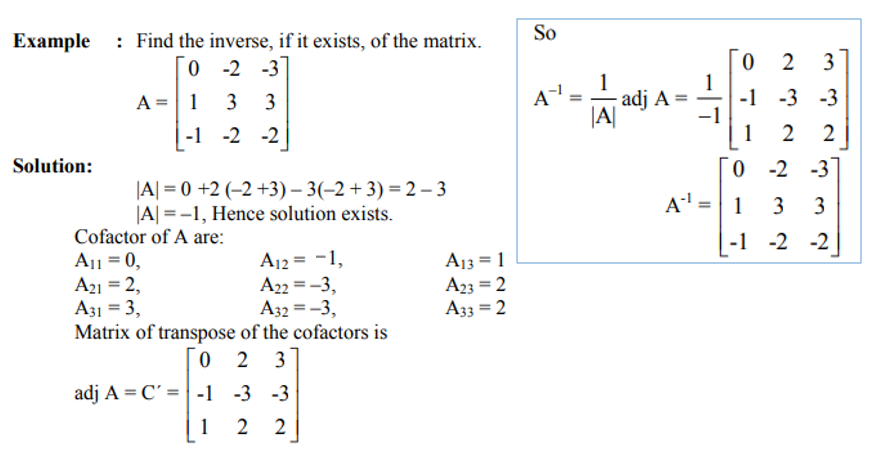 Example : Find the inverse, if it exists, of the matrix.
A = [0 -2 -3
1 3 3
-1 -2 -2]
Solution:
|A| = 0 +2 (–2 +3) – 3(–2 + 3) = 2 – 3
|A| = –1, Hence solution exists.
Cofactor of A are:
A₁₁ = 0, A₁₂ = −1, A₁₃ = 1
A₂₁ = 2, A₂₂ = –3, A₂₃ = 2
A₃₁ = 3, A₃₂ = –3, A₃₃ = 2
Matrix of transpose of the cofactors is
adj A = C′ = [0 2 3
-1 -3 -3
1 2 2]
So
A⁻¹ = 1/|A| adj A = 1/−1 [0 2 3
-1 -3 -3
1 2 2]
A⁻¹ = [0 -2 -3
1 3 3
-1 -2 -2]